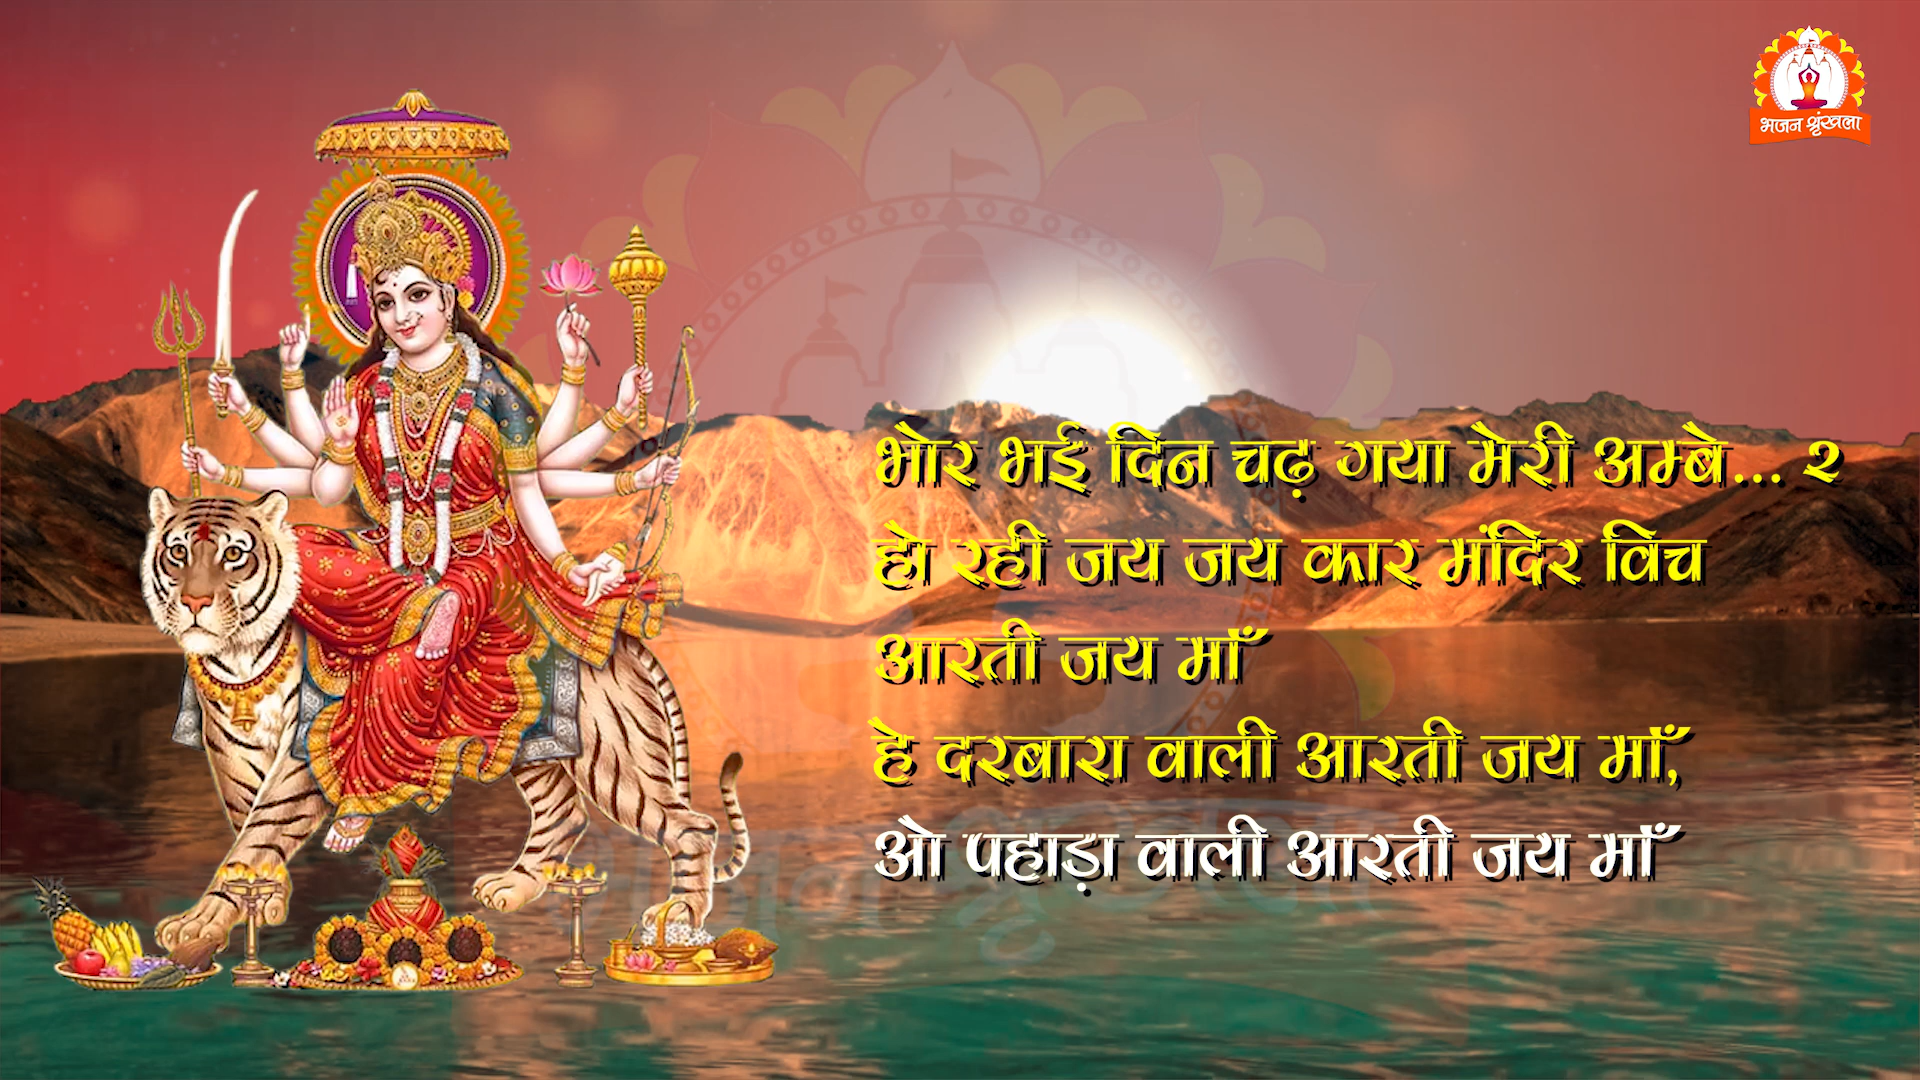 भजन श्रृंखला
भोर भई दिन चढ़ गया मेरी अम्बे... २
हो रही जय जय कार मंदिर विच
आरती जय माँ
हे दरबारा वाली आरती जय माँ,
ओ पहाड़ा वाली आरती जय माँ